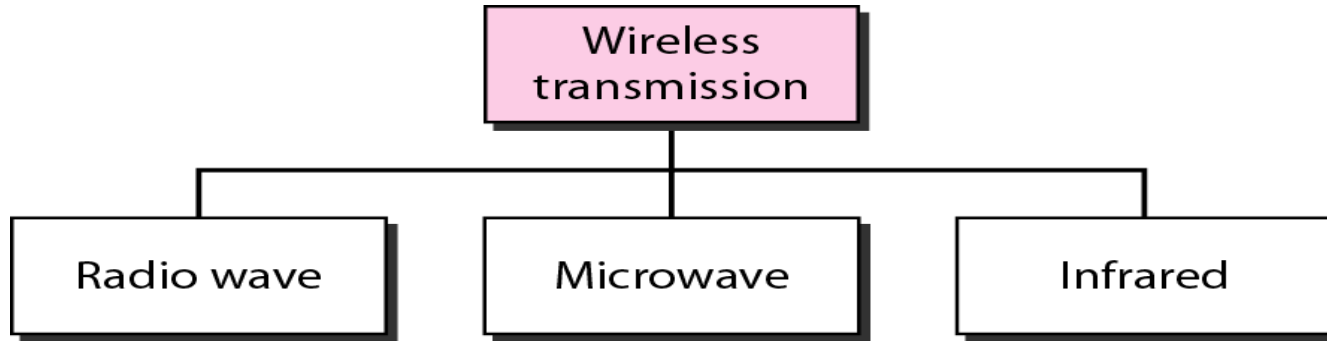 Wireless
transmission
Radio wave
Microwave
Infrared